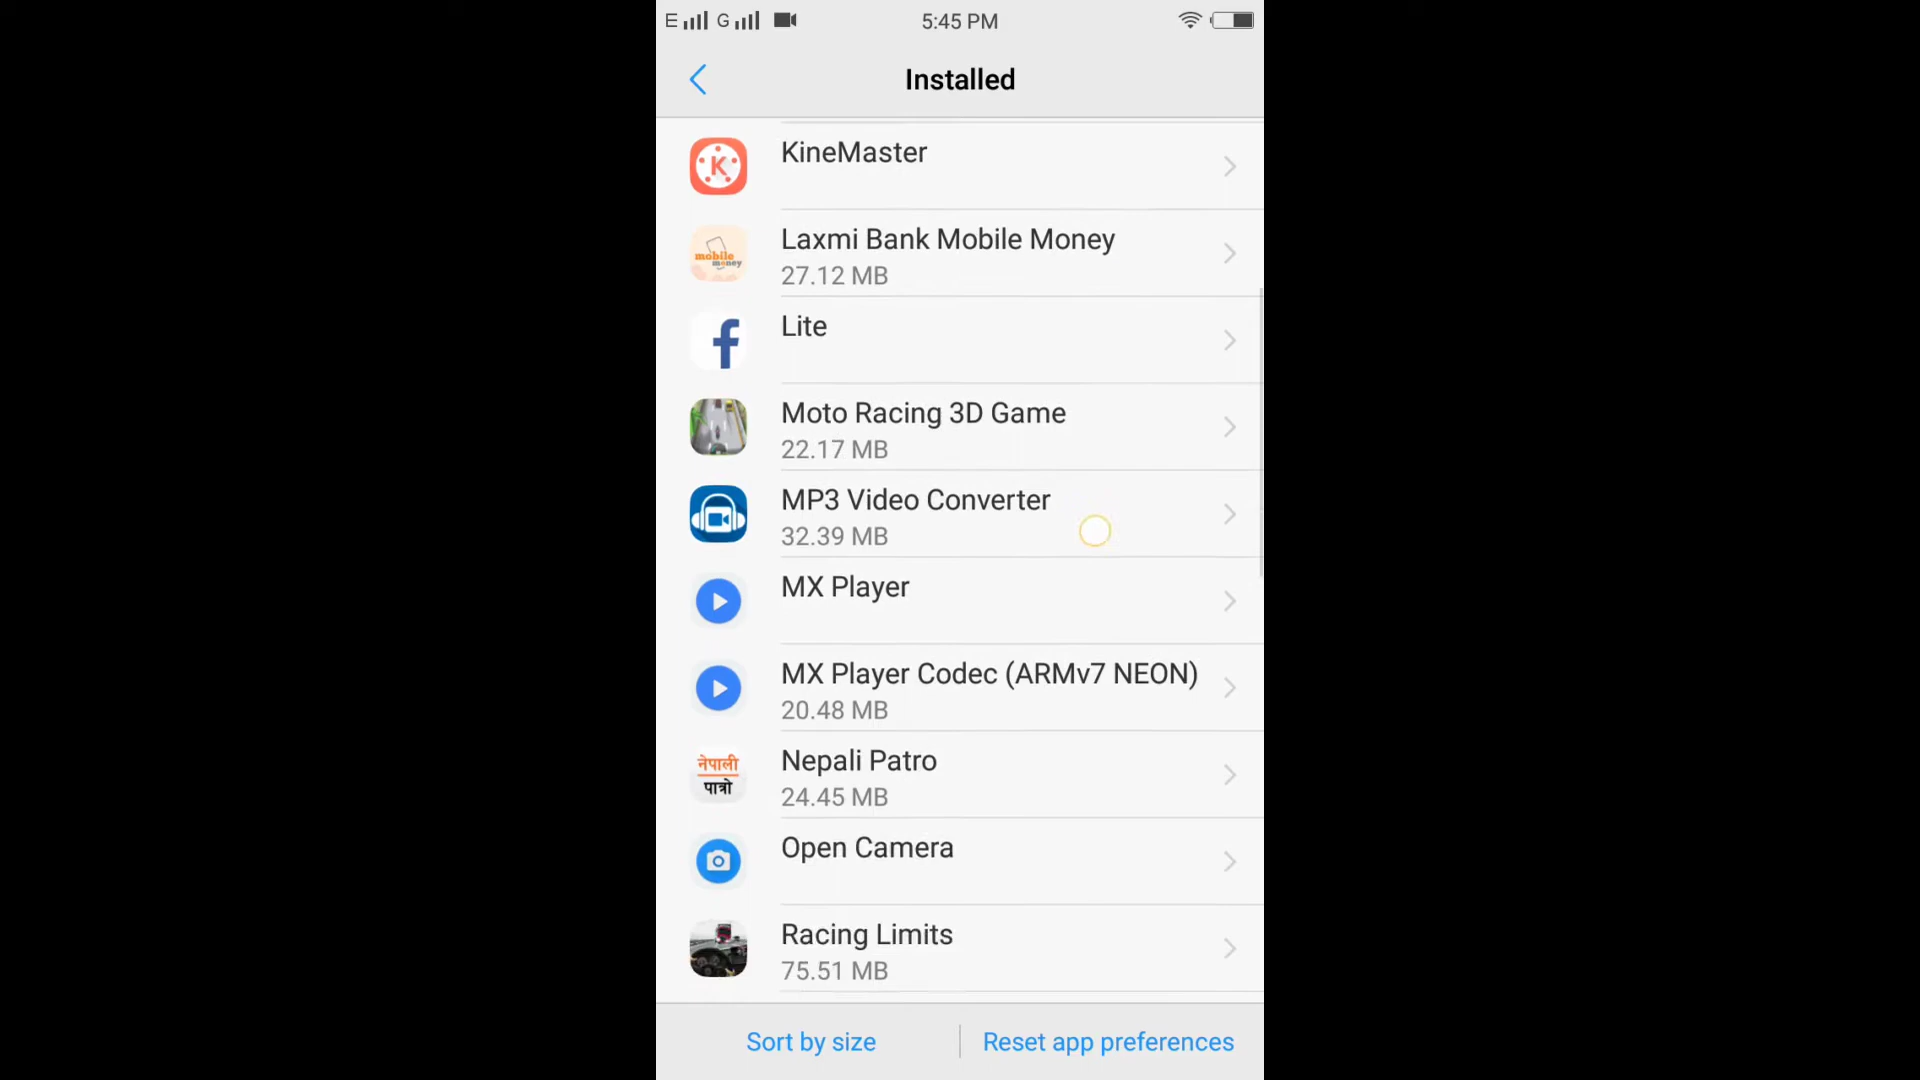 E G 5:45 PM
Installed
K
KineMaster
mobile
money
Laxmi Bank Mobile Money
27.12 MB
f
Lite
Moto Racing 3D Game
22.17 MB
MP3 Video Converter
32.39 MB
MX Player
MX Player Codec (ARMv7 NEON)
20.48 MB
नेपाली
पात्रो
Nepali Patro
24.45 MB
Open Camera
Racing Limits
75.51 MB
Sort by size
Reset app preferences